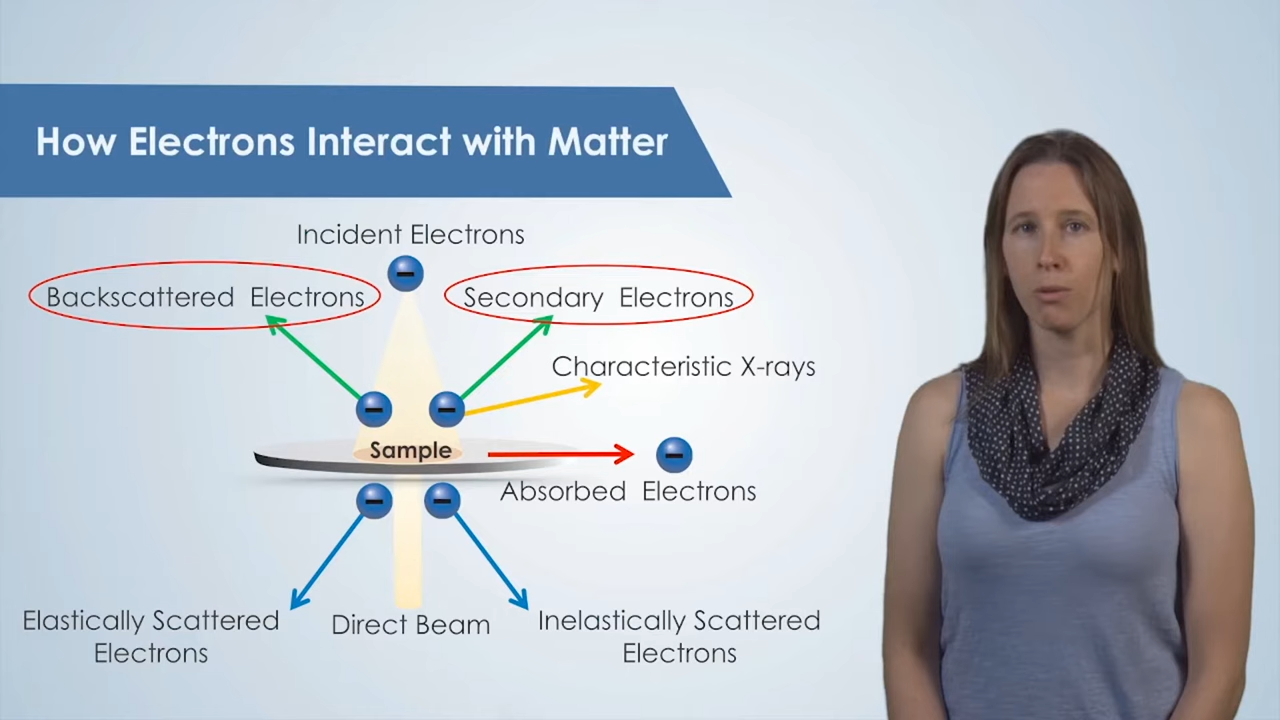 How Electrons Interact with Matter
Incident Electrons
Backscattered Electrons
Secondary Electrons
Characteristic X-rays
Sample
Absorbed Electrons
Elastically Scattered
Electrons
Direct Beam
Inelastically Scattered
Electrons